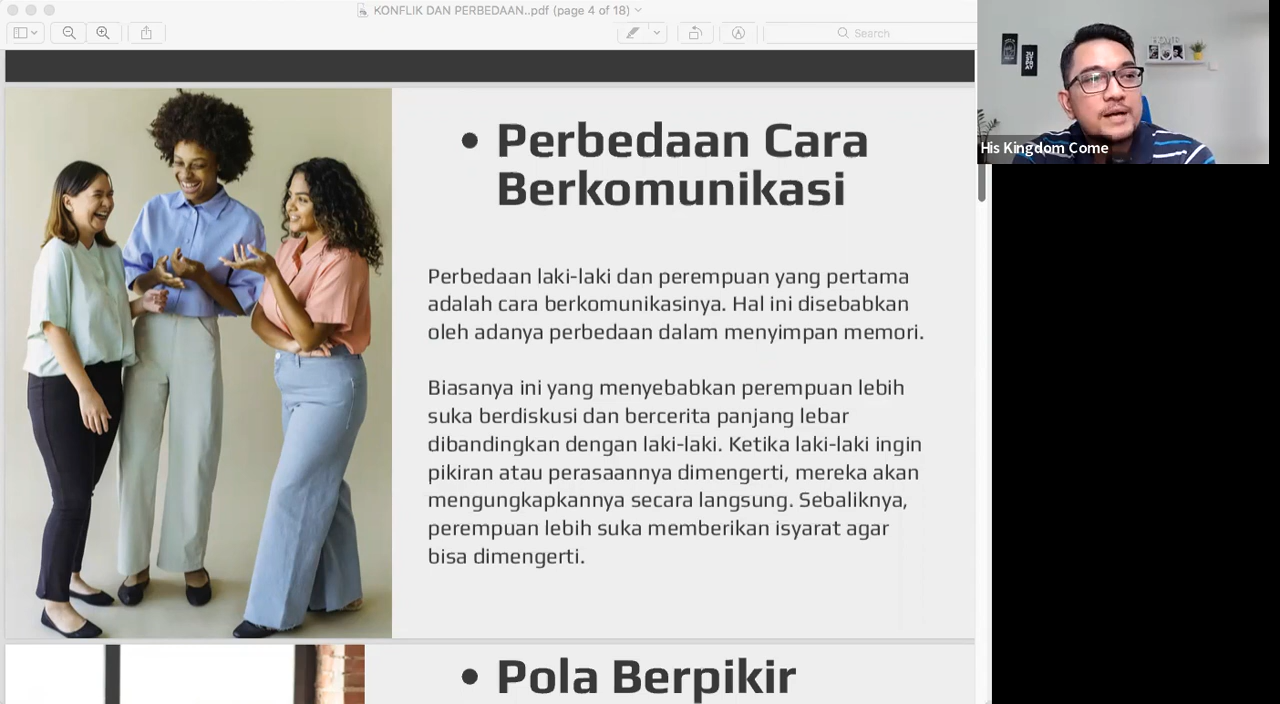 KONFLIK DAN PERBEDAAN..pdf (page 4 of 18)
Search
• Perbedaan Cara
Berkomunikasi
Perbedaan laki-laki dan perempuan yang pertama
adalah cara berkomunikasinya. Hal ini disebabkan
oleh adanya perbedaan dalam menyimpan memori.
Biasanya ini yang menyebabkan perempuan lebih
suka berdiskusi dan bercerita panjang lebar
dibandingkan dengan laki-laki. Ketika laki-laki ingin
pikiran atau perasaannya dimengerti, mereka akan
mengungkapkannya secara langsung. Sebaliknya,
perempuan lebih suka memberikan isyarat agar
bisa dimengerti.
• Pola Berpikir
JUST
PRAY
His Kingdom Come